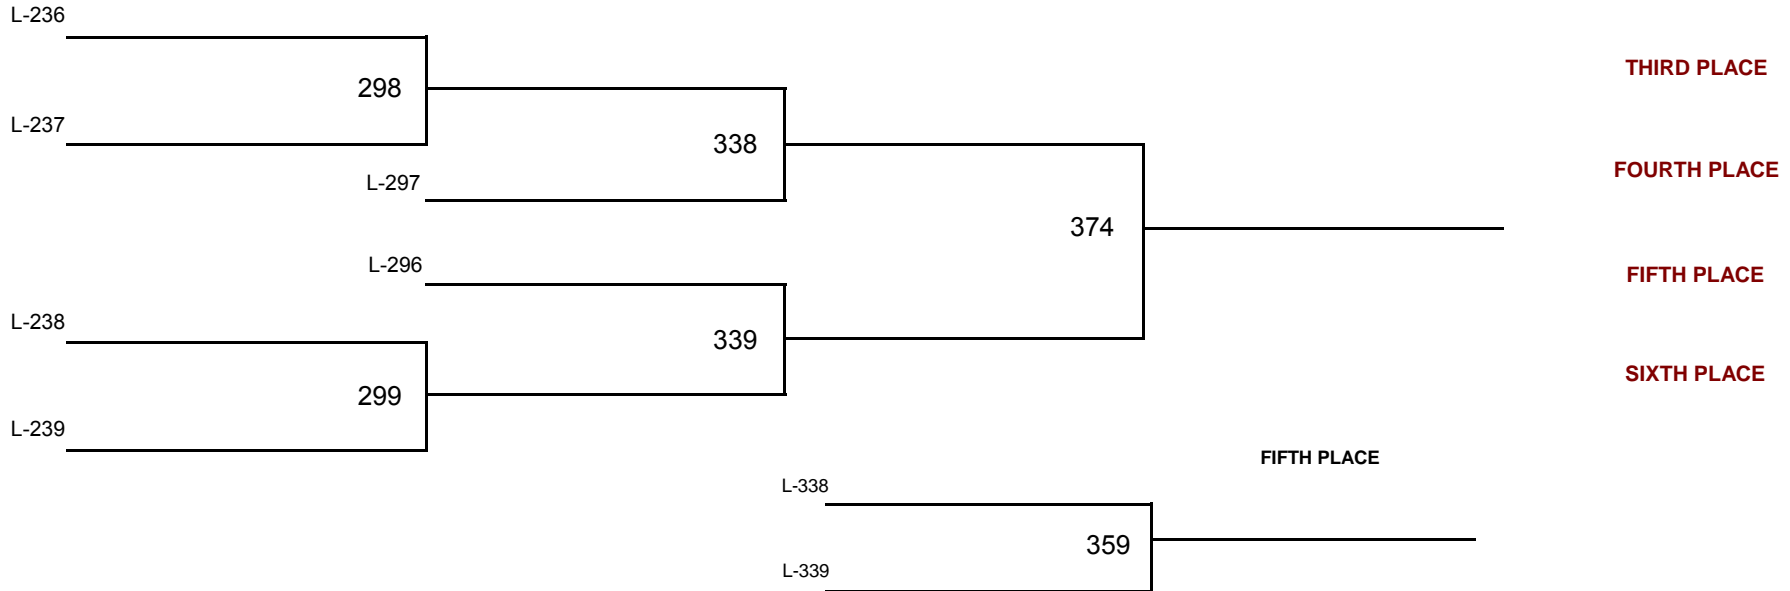 L-236
THIRD PLACE
298
L-237
338
FOURTH PLACE
L-297
374
L-296
FIFTH PLACE
L-238
339
SIXTH PLACE
299
L-239
FIFTH PLACE
L-338
359
L-339